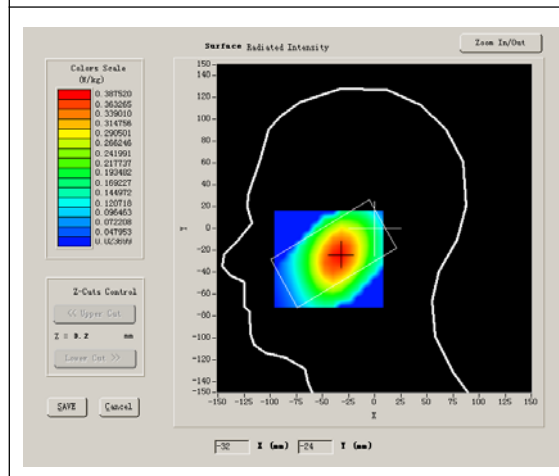 Surface Radiated Intensity
Zoom In/Out
Colors Scale
(W/kg)
0.387520
0.363265
0.339010
0.314756
0.290501
0.266246
0.241991
0.217737
0.193482
0.169227
0.144972
0.120718
0.096463
0.072208
0.047953
0.023699
Z-Cuts Control
<< Upper Cut
Z = 0.2 mm
Lower Cut >>
SAVE
Cancel
150
120
100
80
60
40
20
0
-20
-40
-60
-80
-100
-120
-140
-150
Y
-150 -125 -100 -75 -50 -25 0 25 50 75 100 125 150
X
-32 X (mm) -24 Y (mm)